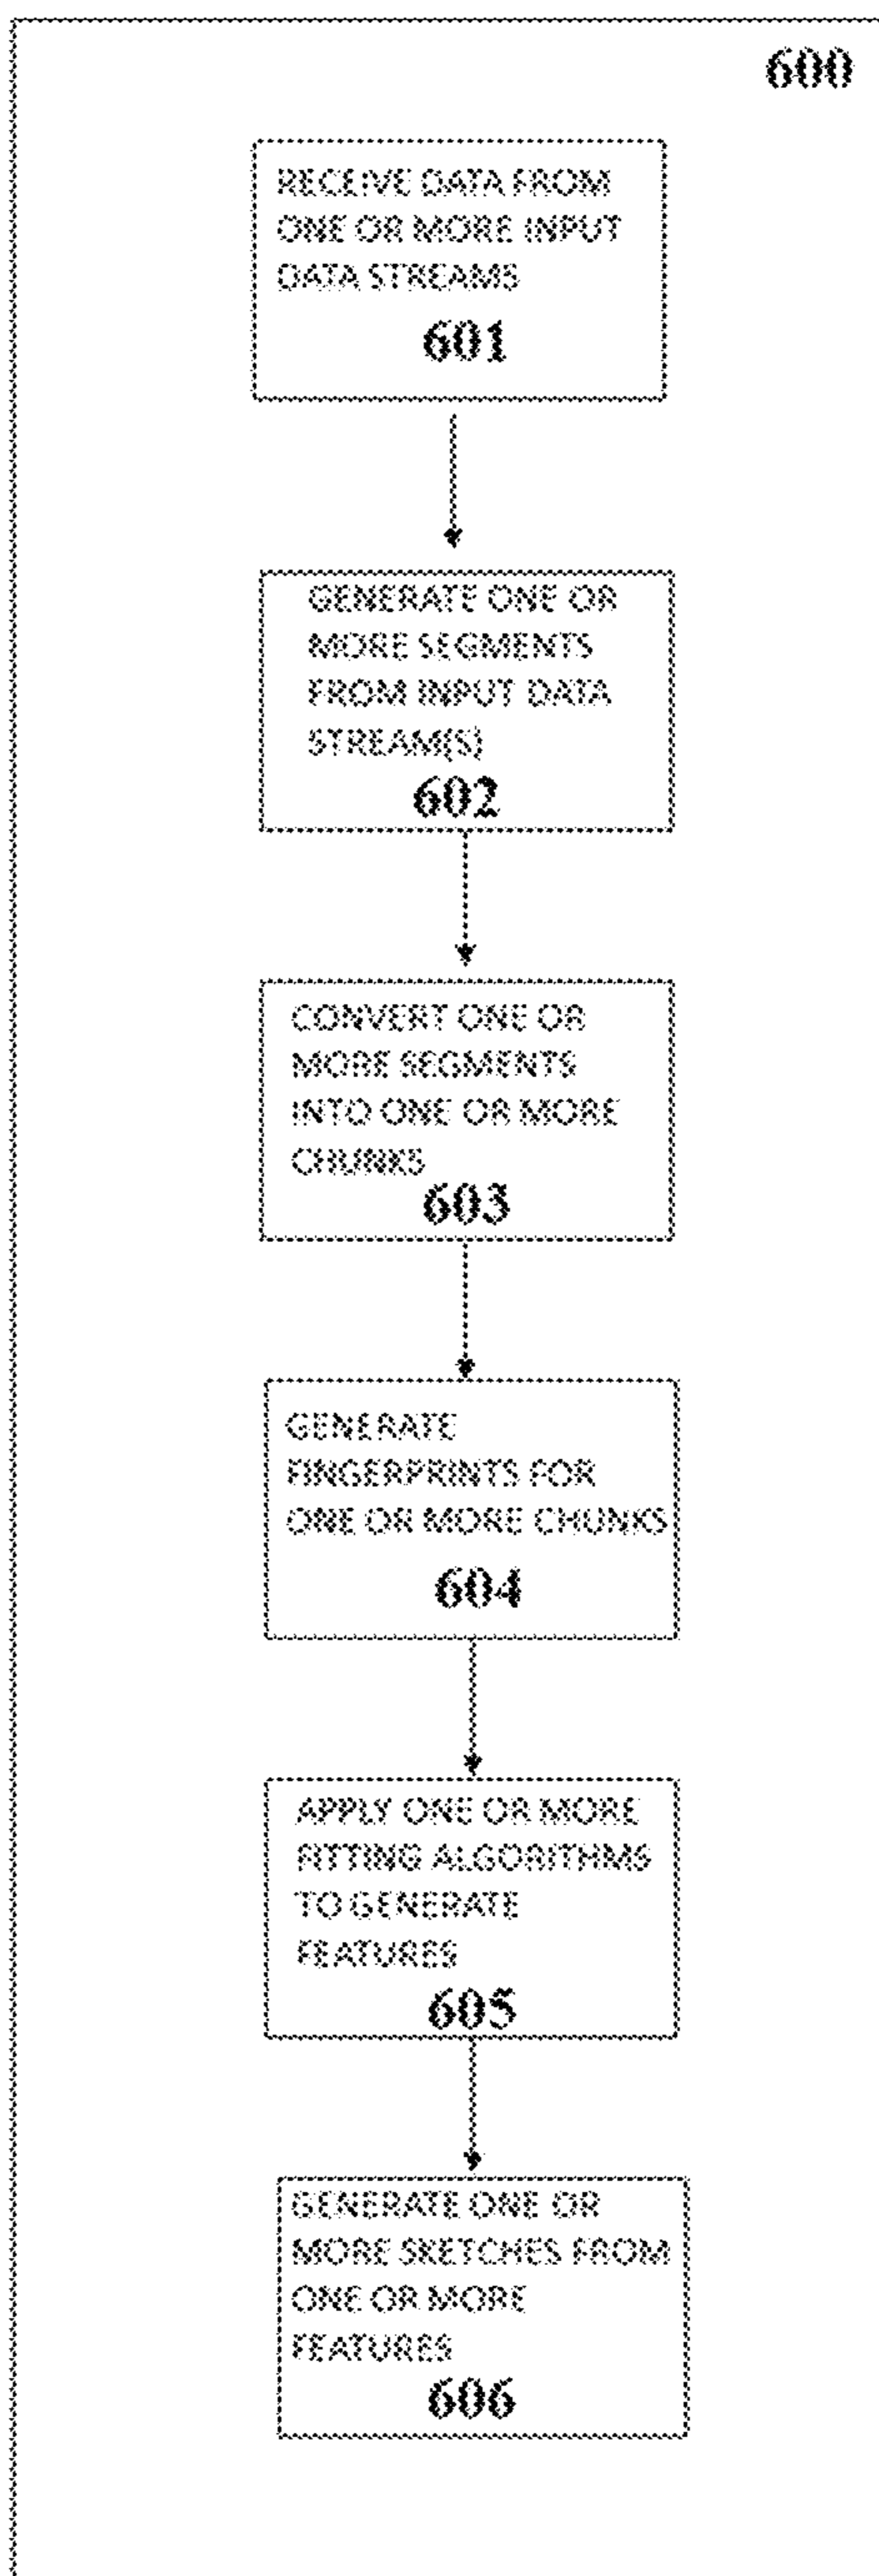 600
RECEIVE DATA FROM
ONE OR MORE INPUT
DATA STREAMS
601
GENERATE ONE OR
MORE SEGMENTS
FROM INPUT DATA
STREAM(S)
602
CONVERT ONE OR
MORE SEGMENTS
INTO ONE OR MORE
CHUNKS
603
GENERATE
FINGERPRINTS FOR
ONE OR MORE CHUNKS
604
APPLY ONE OR MORE
FITTING ALGORITHMS
TO GENERATE
FEATURES
605
GENERATE ONE OR
MORE SKETCHES FROM
ONE OR MORE
FEATURES
606